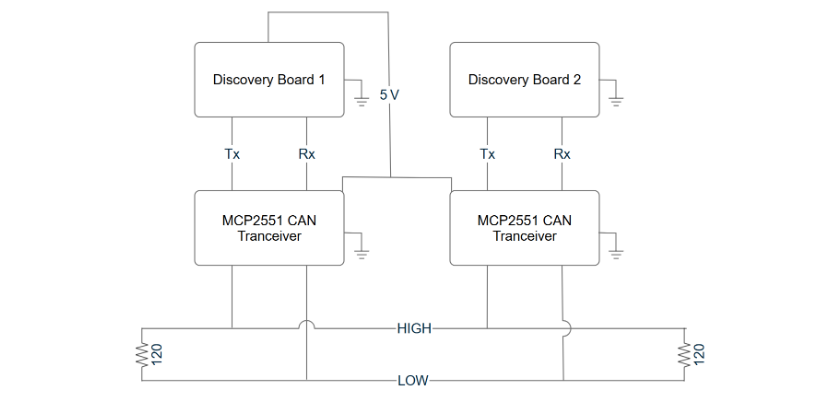 Discovery Board 1
Discovery Board 2
5 V
Tx
Rx
Tx
Rx
MCP2551 CAN
Tranceiver
MCP2551 CAN
Tranceiver
HIGH
120
120
LOW